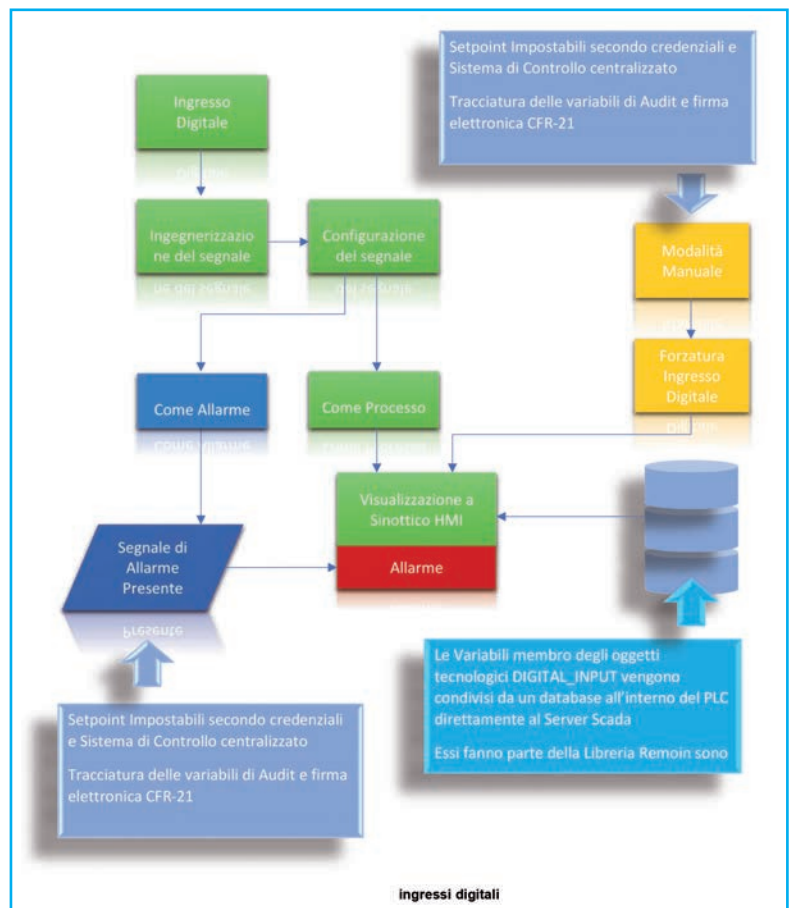 Setpoint Impostabili secondo credenziali e
Sistema di Controllo centralizzato
Tracciatura delle variabili di Audit e firma
elettronica CFR-21
Ingresso
Digitale
Ingegnerizzazio
ne del segnale
Configurazione
del segnale
Modalità
Manuale
Forzatura
Ingresso
Digitale
Come Allarme
Come Processo
Visualizzazione a
Sinottico HMI
Allarme
Segnale di
Allarme
Presente
Le Variabili membro degli oggetti
tecnologici DIGITAL_INPUT vengono
condivisi da un database all'interno del PLC
direttamente al Server Scada
Essi fanno parte della Libreria Remoin sono
Setpoint Impostabili secondo credenziali
e Sistema di Controllo centralizzato
Tracciatura delle variabili di Audit e firma
elettronica CFR-21
ingressi digitali